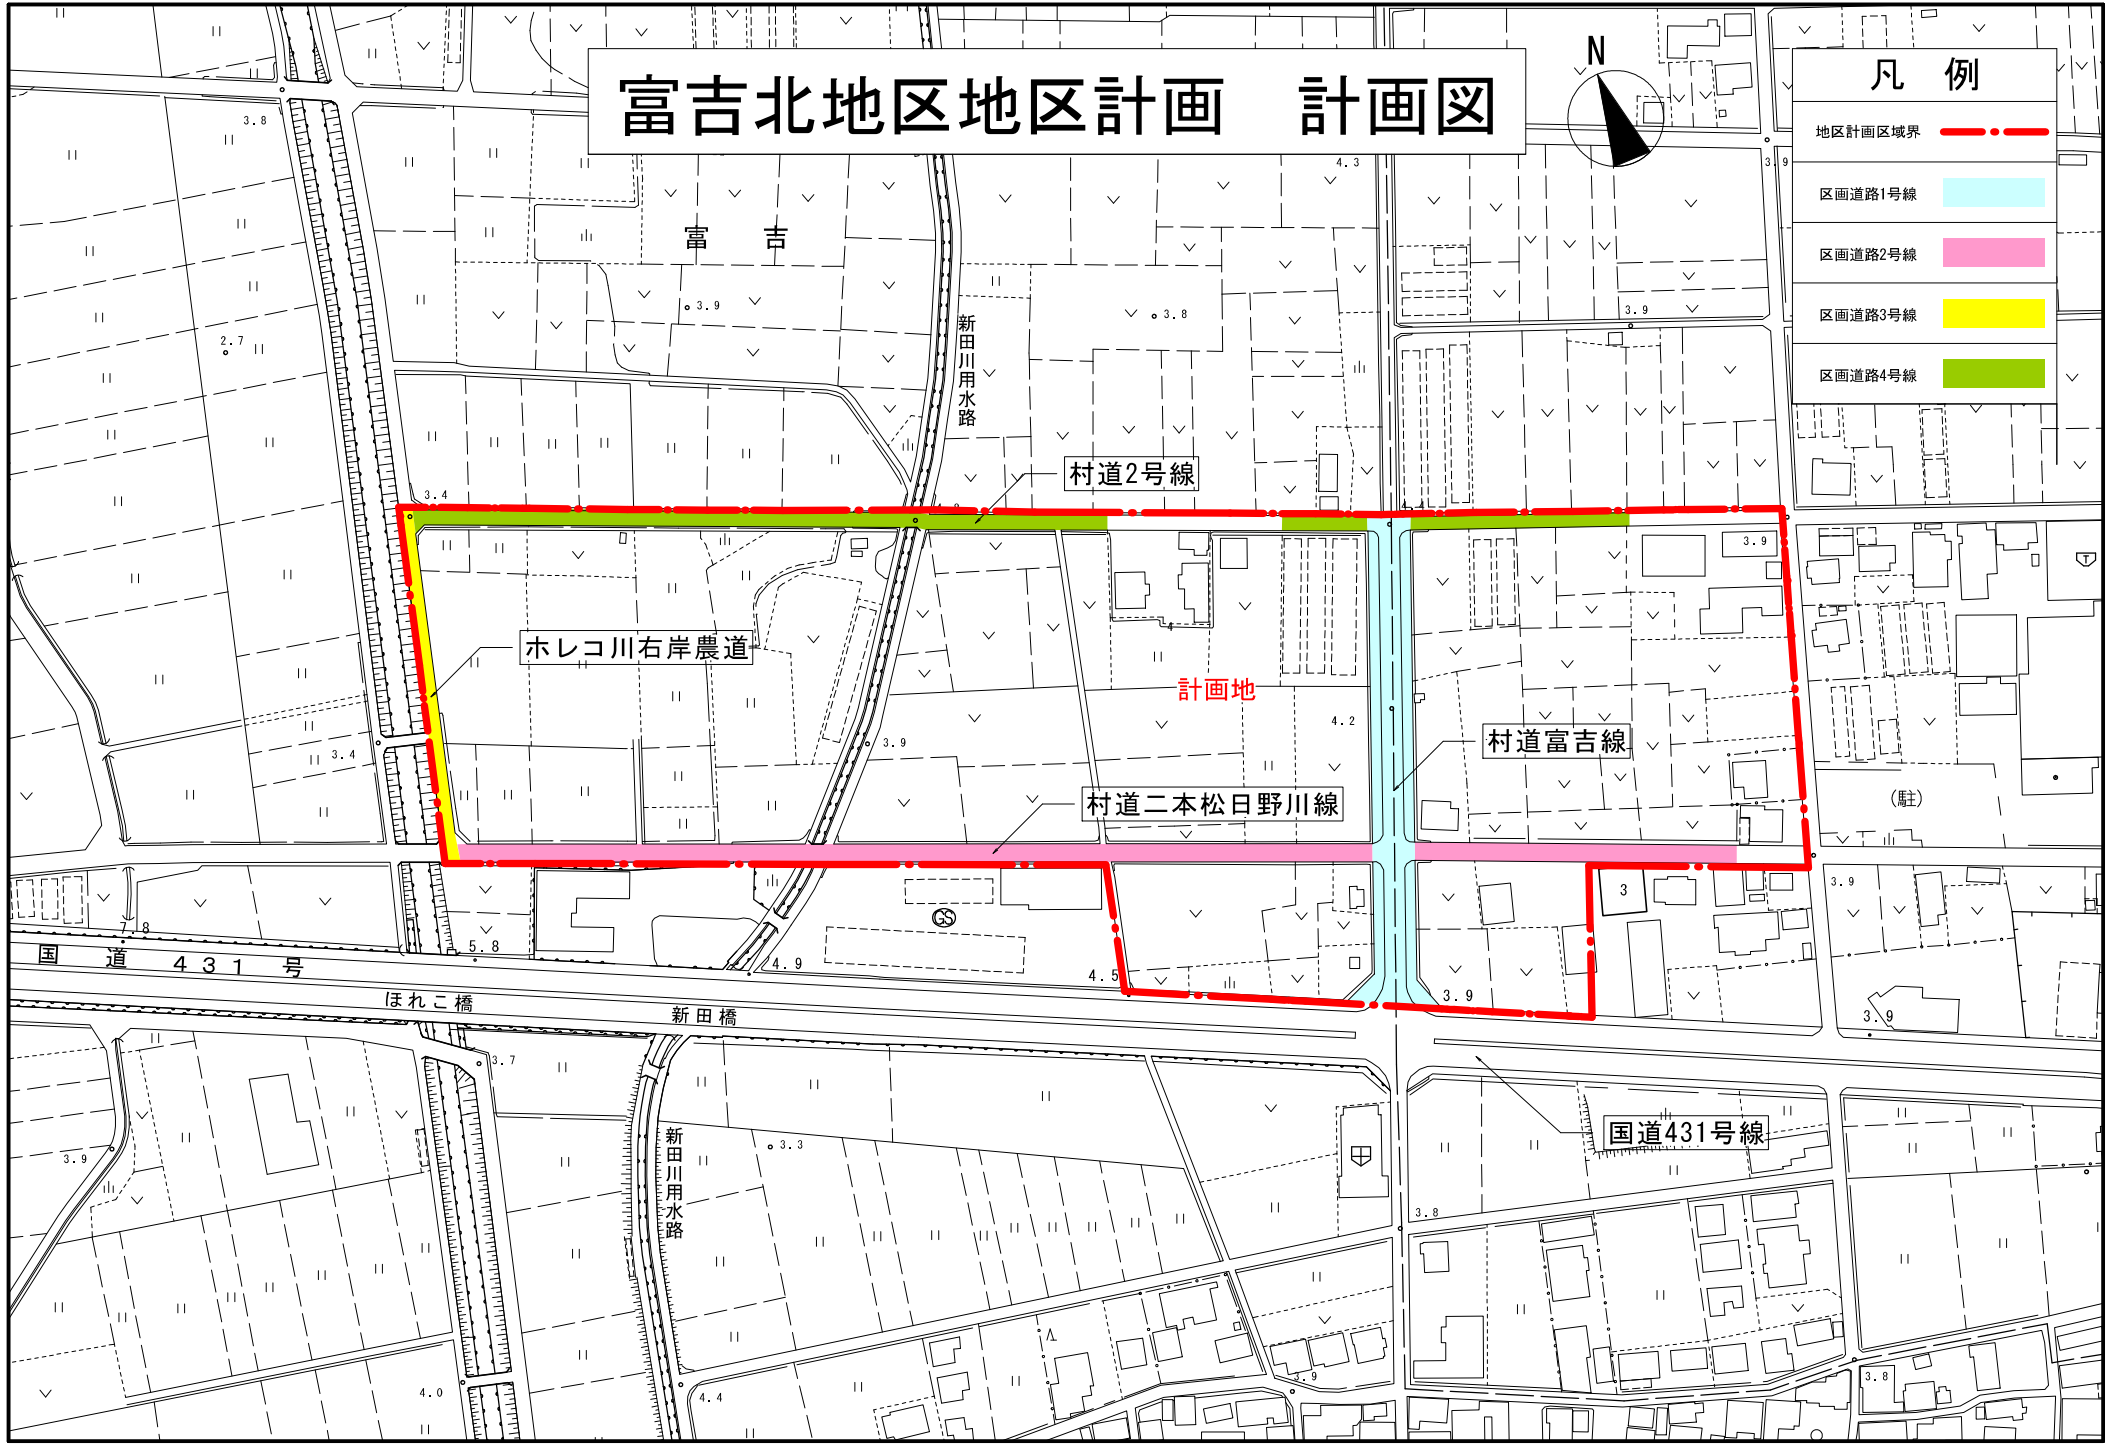 富吉北地区地区計画　計画図
N
凡　例
地区計画区域界
区画道路1号線
区画道路2号線
区画道路3号線
区画道路4号線
3.8
4.3
3.9
富　吉
3.9
3.8
3.9
2.7
新田川用水路
村道2号線
3.4
3.9
ホレコ川右岸農道
計画地
4.2
村道富吉線
3.4
3.9
村道二本松日野川線
(駐)
3
3.9
GS
7.8
国　道　431　号
5.8
4.9
4.5
3.9
ほれこ橋
新田橋
3.9
3.7
国道431号線
3.9
新田川用水路
3.3
3.8
4.0
4.4
3.9
3.8